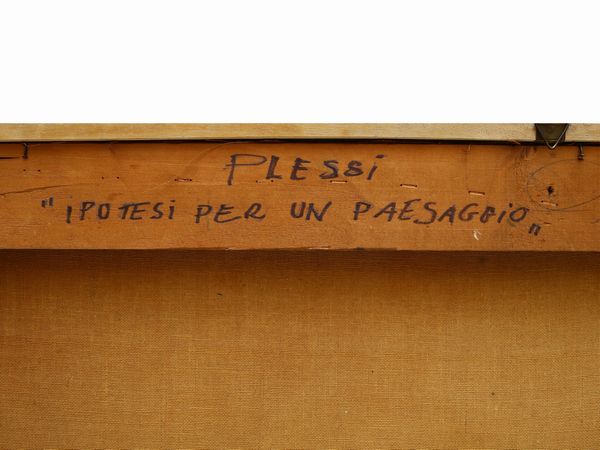 PLESSi
"iPOTESi PER UN PAESAGGiO"